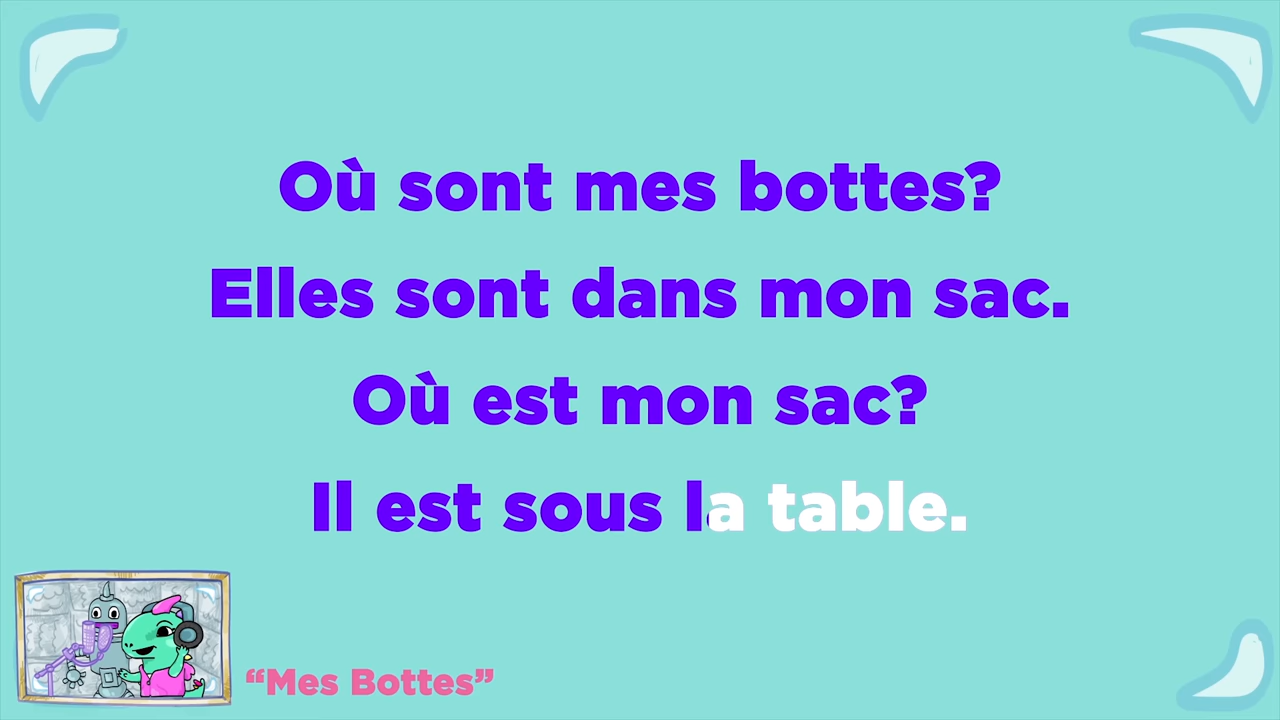 Où sont mes bottes?
Elles sont dans mon sac.
Où est mon sac?
Il est sous la table.
“Mes Bottes”